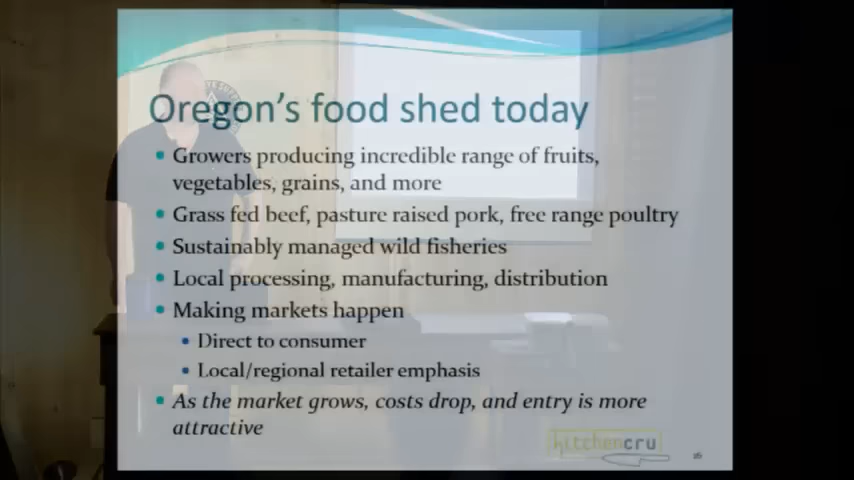 Oregon's food shed today
Growers producing incredible range of fruits,
vegetables, grains, and more
Grass fed beef, pasture raised pork, free range poultry
Sustainably managed wild fisheries
Local processing, manufacturing, distribution
Making markets happen
Direct to consumer
Local/regional retailer emphasis
As the market grows, costs drop, and entry is more
attractive
kitchencru
16